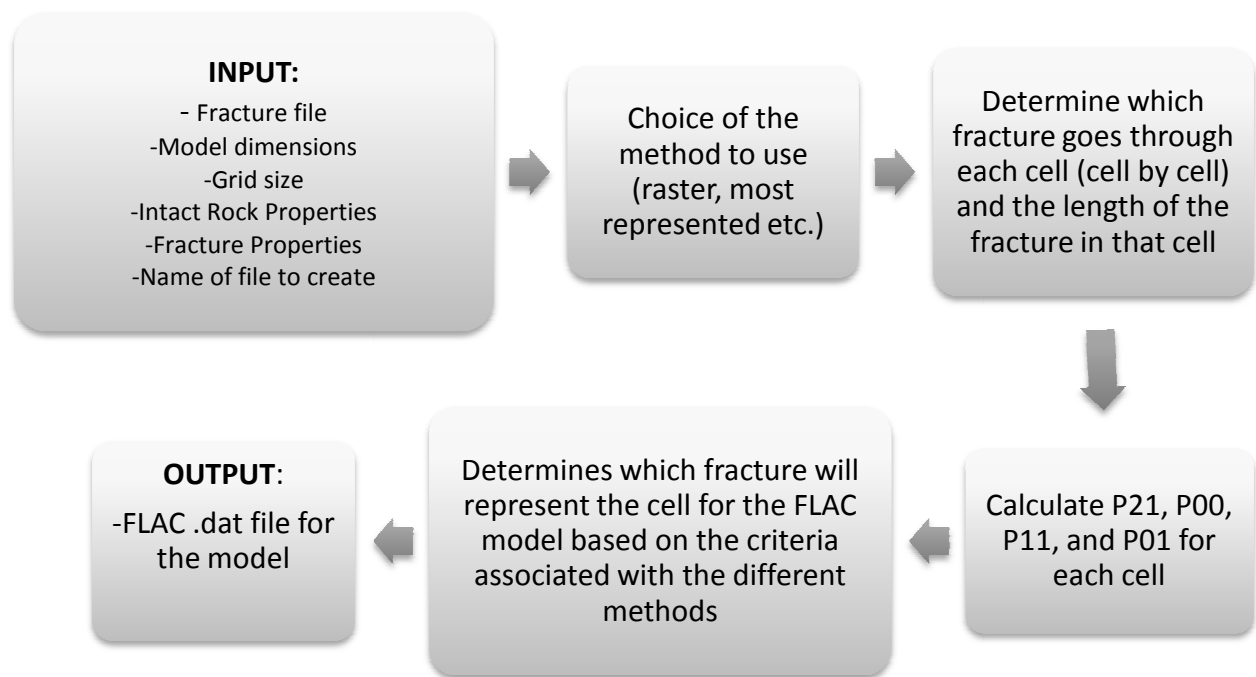 INPUT:
- Fracture file
-Model dimensions
-Grid size
-Intact Rock Properties
-Fracture Properties
-Name of file to create
Choice of the
method to use
(raster, most
represented etc.)
Determine which
fracture goes through
each cell (cell by cell)
and the length of the
fracture in that cell
Calculate P21, P00,
P11, and P01 for
each cell
Determines which fracture will
represent the cell for the FLAC
model based on the criteria
associated with the different
methods
OUTPUT:
-FLAC .dat file for
the model